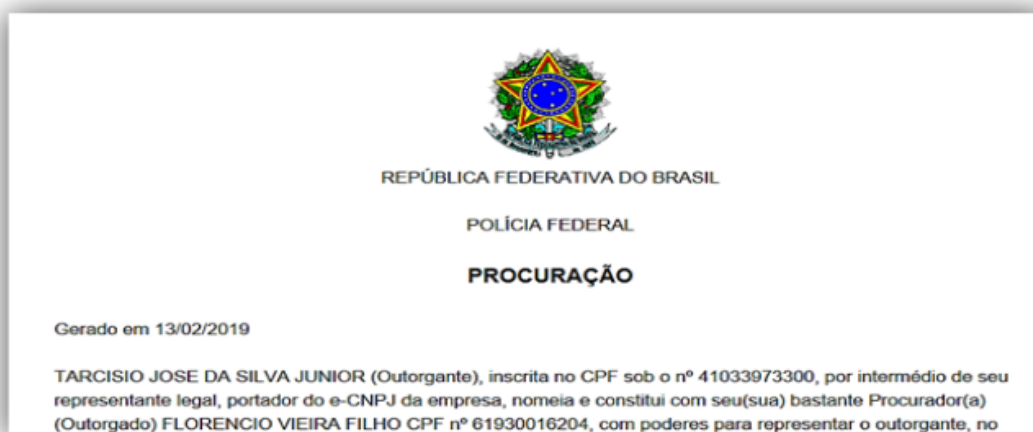 REPÚBLICA FEDERATIVA DO BRASIL
POLÍCIA FEDERAL
PROCURAÇÃO
Gerado em 13/02/2019
TARCISIO JOSE DA SILVA JUNIOR (Outorgante), inscrita no CPF sob o nº 41033973300, por intermédio de seu
representante legal, portador do e-CNPJ da empresa, nomeia e constitui com seu(sua) bastante Procurador(a)
(Outorgado) FLORENCIO VIEIRA FILHO CPF nº 61930016204, com poderes para representar o outorgante, no